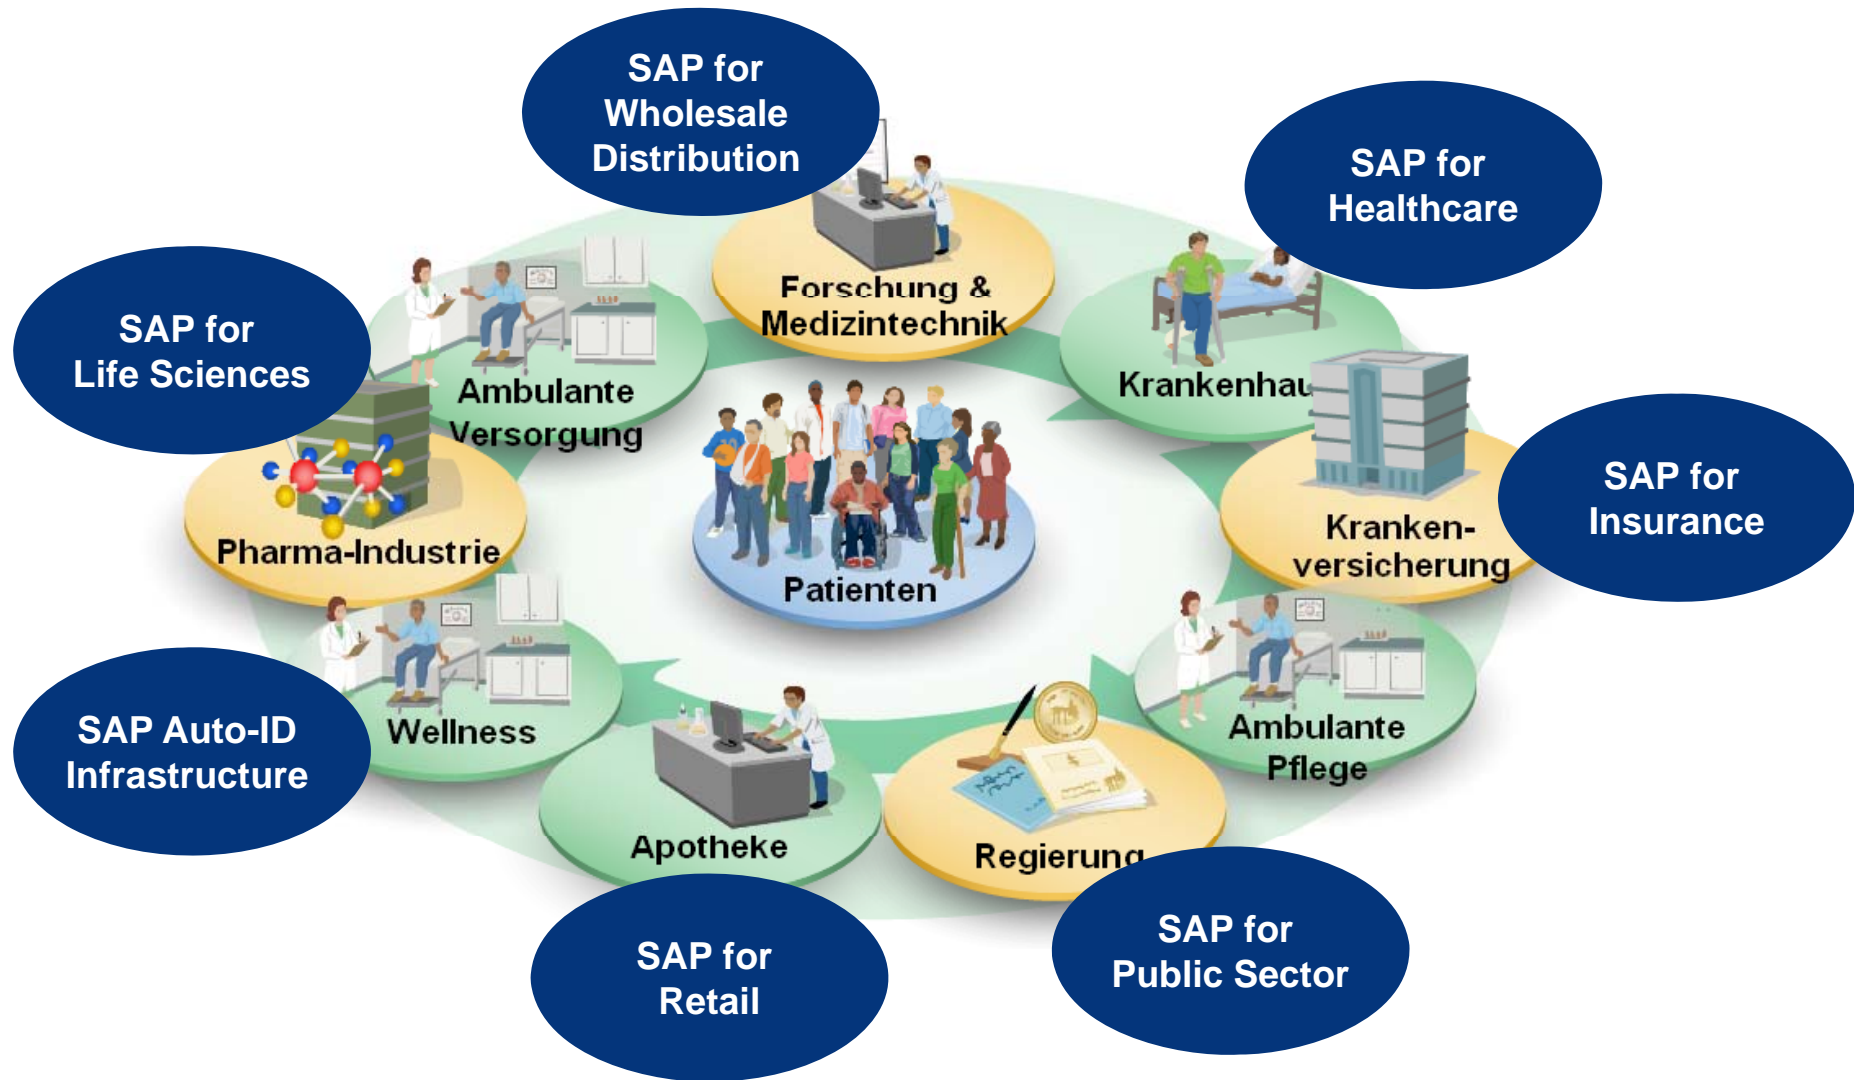 SAP for
Wholesale
Distribution
SAP for
Healthcare
Forschung &
Medizintechnik
SAP for
Life Sciences
Ambulante
Versorgung
Krankenhau
SAP for
Insurance
Kranken-
versicherung
Pharma-Industrie
Patienten
SAP Auto-ID
Infrastructure
Wellness
Ambulante
Pflege
Apotheke
Regierung
SAP for
Retail
SAP for
Public Sector